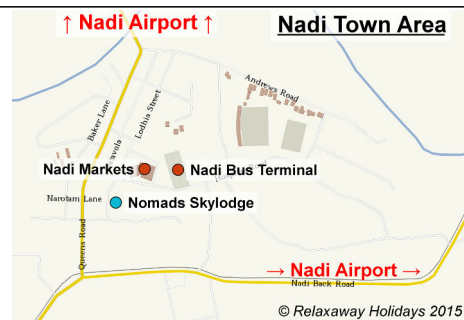 ↑ Nadi Airport ↑
Nadi Town Area
Andrews Road
Baker Lane
Lodhia Street
Nadi Markets
Nadi Bus Terminal
Narotam Lane
Nomads Skylodge
Queens Road
→ Nadi Airport →
Nadi Back Road
© Relaxaway Holidays 2015